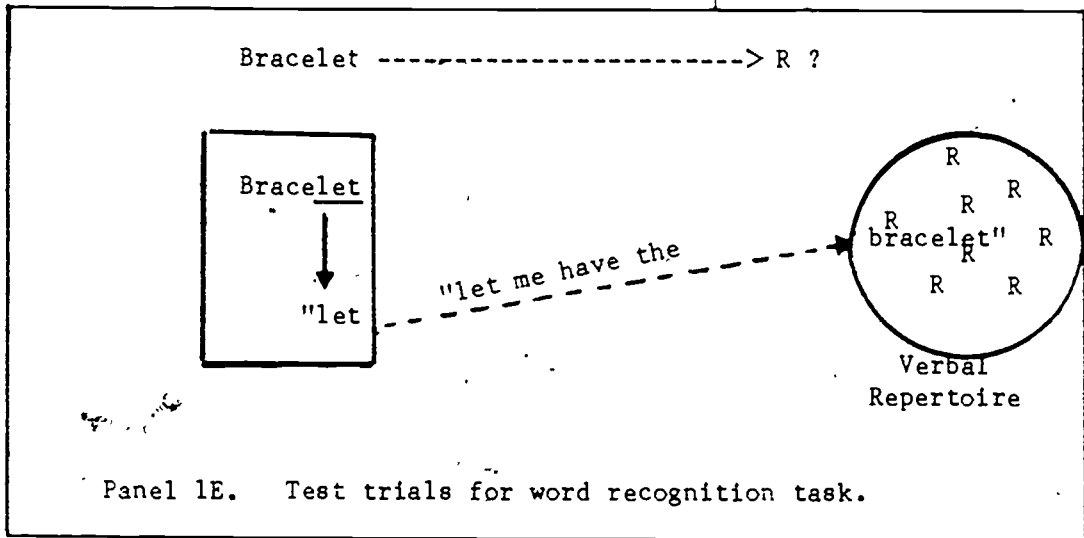 Bracelet -----------------------> R ?
Bracelet
"let
"let me have the
R
R
R
R
bracelet"
R
R
R
R
Verbal
Repertoire
Panel 1E. Test trials for word recognition task.